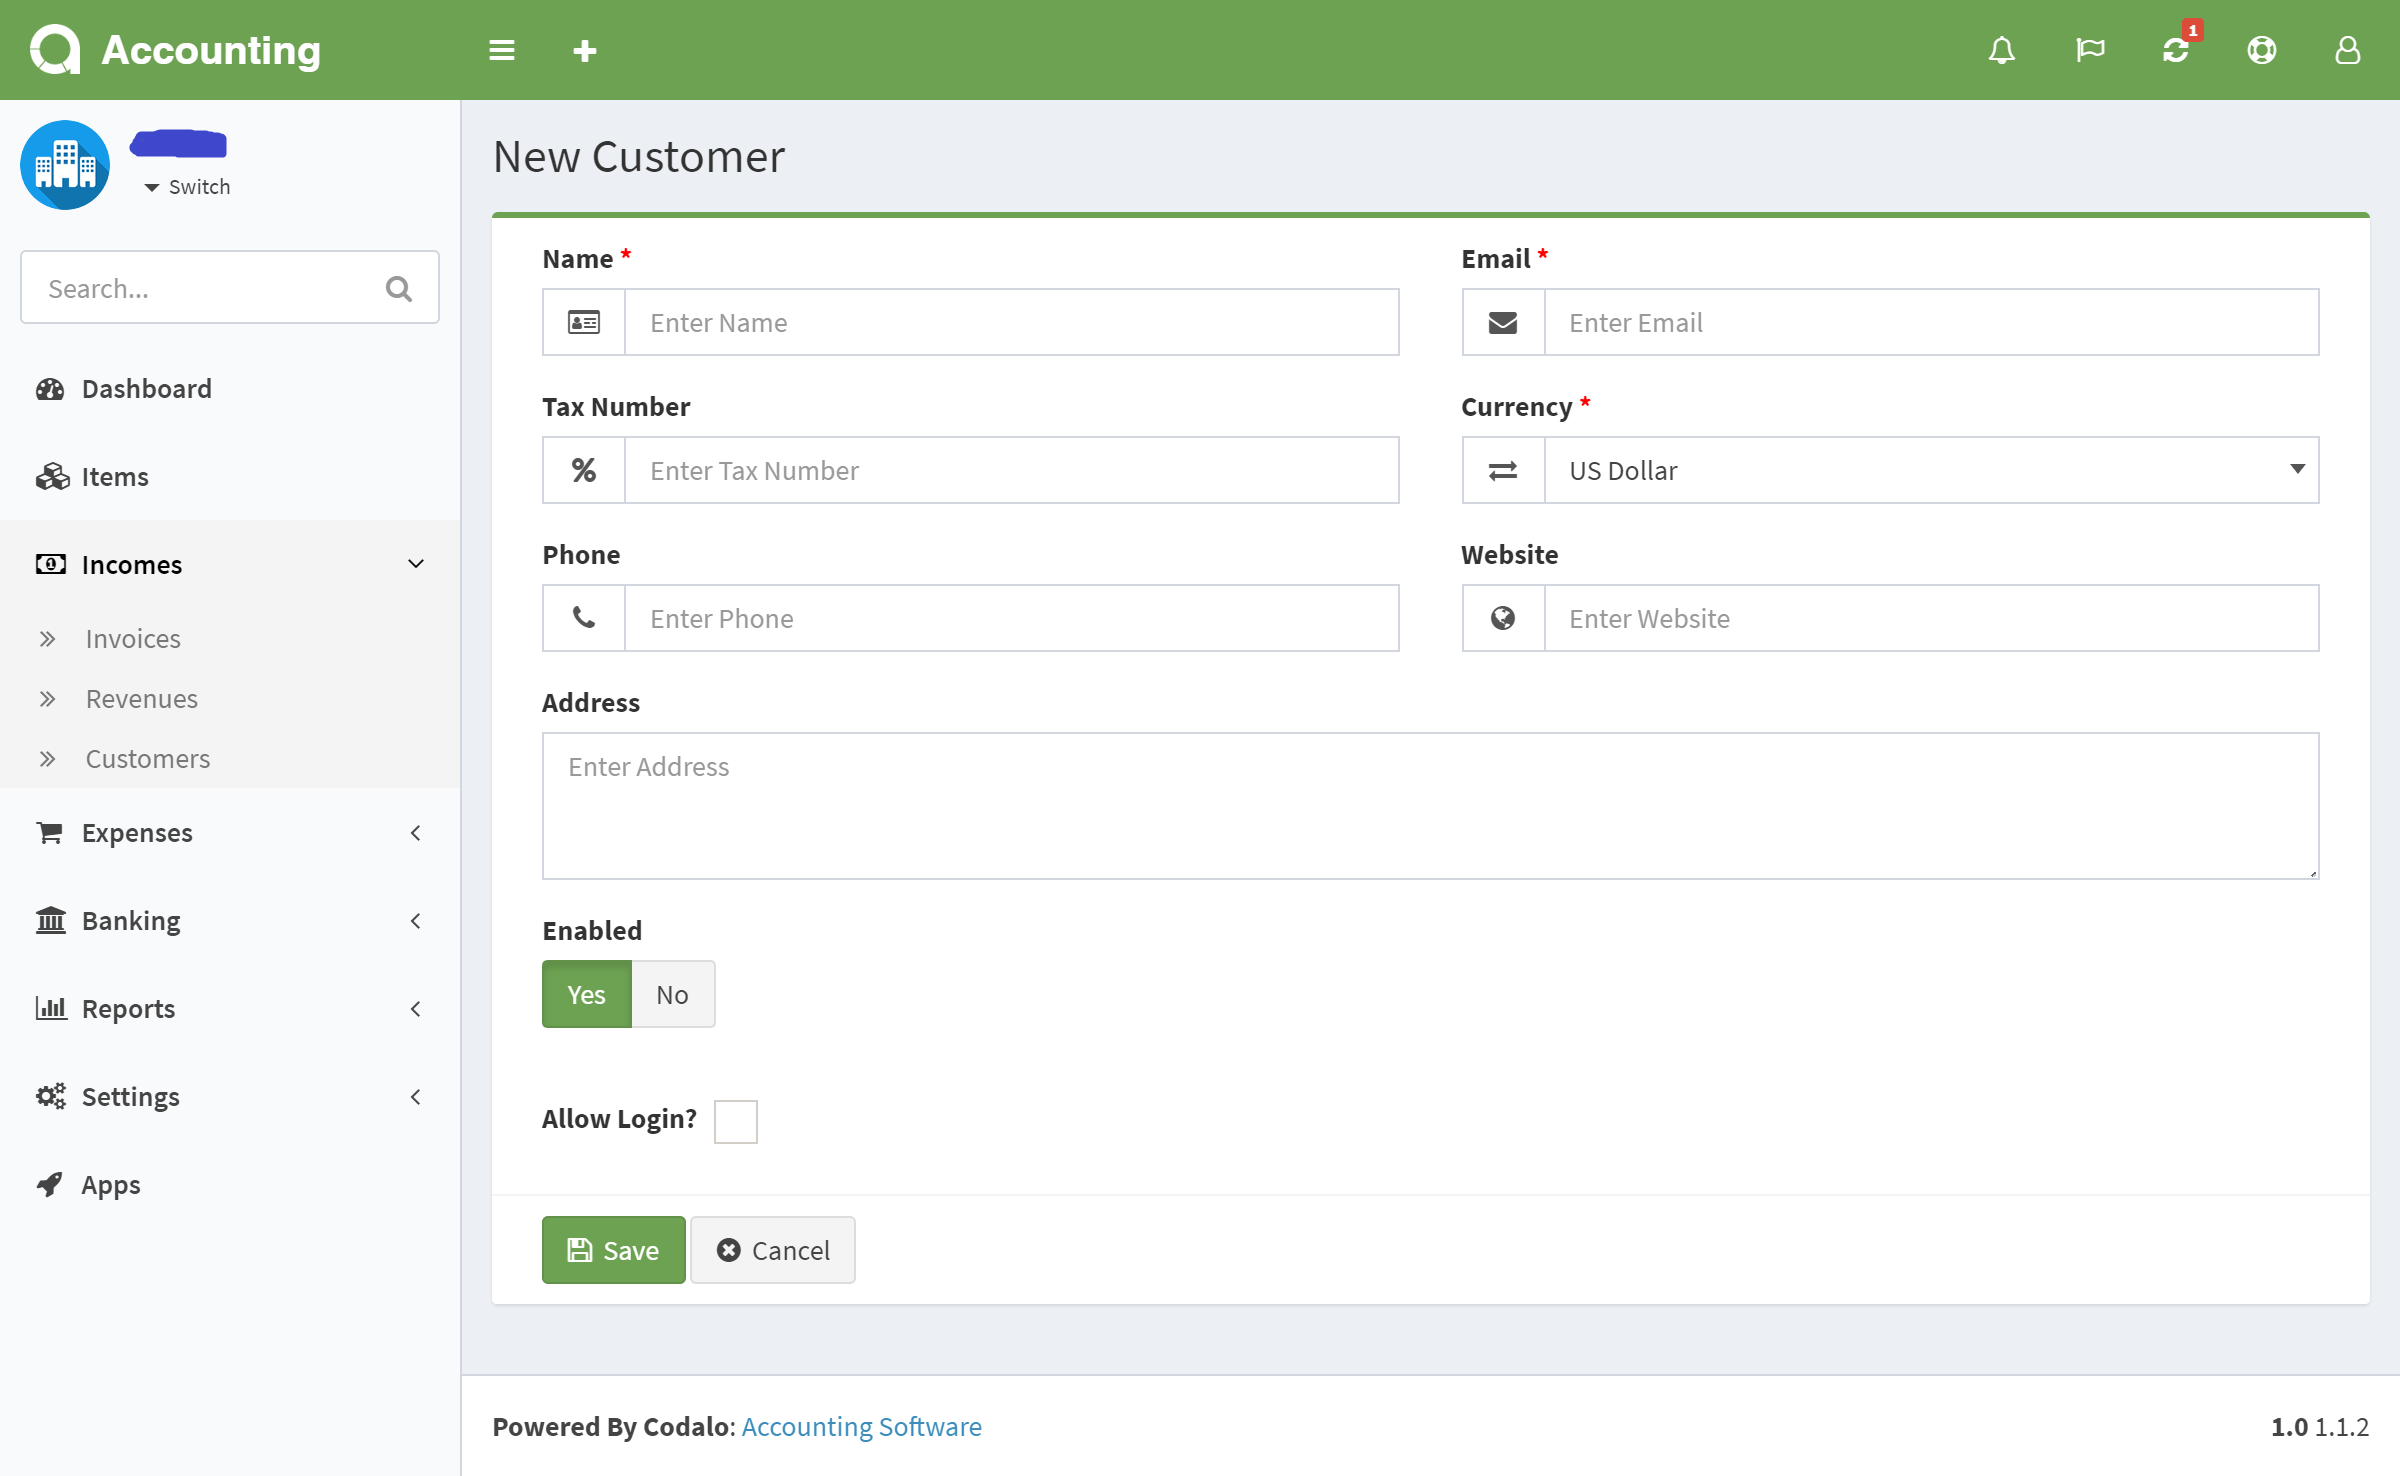 Accounting
1
Switch
Search...
Dashboard
Items
Incomes
Invoices
Revenues
Customers
Expenses
Banking
Reports
Settings
Apps
New Customer
Name *
Email *
Enter Name
Enter Email
Tax Number
Currency *
Enter Tax Number
US Dollar
Phone
Website
Enter Phone
Enter Website
Address
Enter Address
Enabled
Yes No
Allow Login?
Save Cancel
Powered By Codalo: Accounting Software
1.0 1.1.2